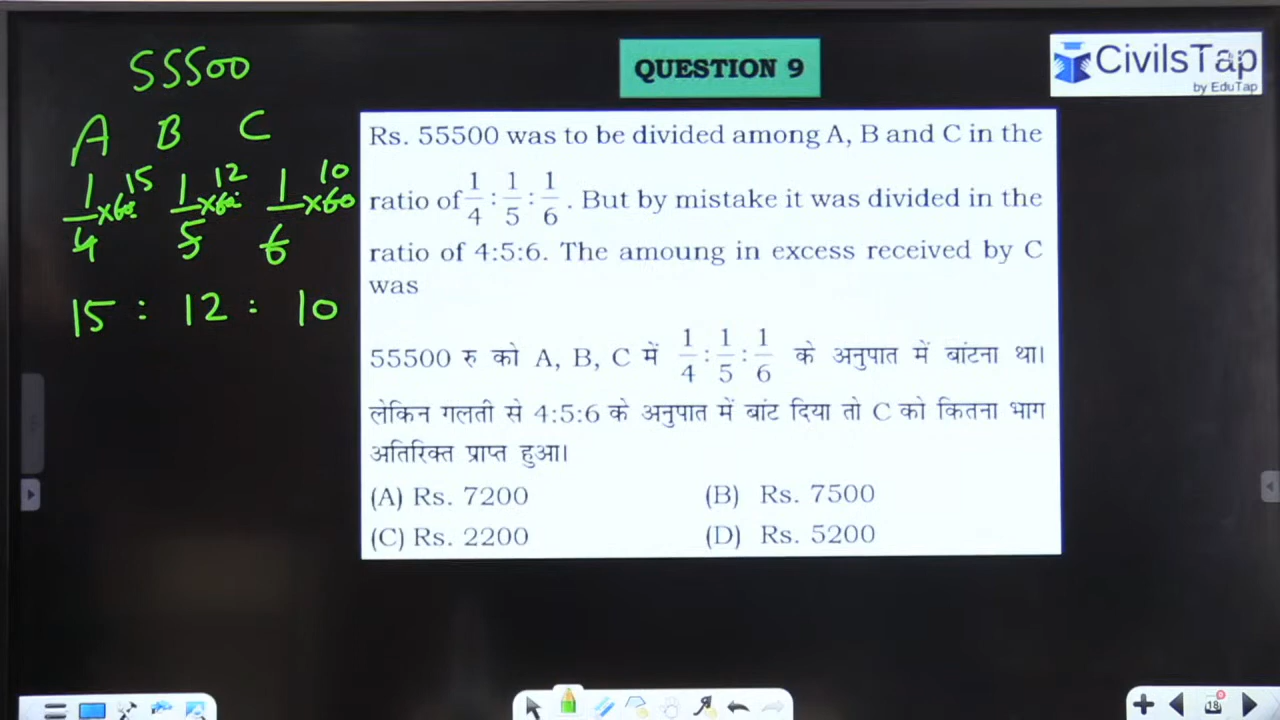 55500
A B C
1/4 ×60 15 1/5 ×60 12 1/6 ×60 10
15 : 12 : 10
QUESTION 9
CivilsTap
by EduTap
Rs. 55500 was to be divided among A, B and C in the
ratio of 1/4 : 1/5 : 1/6 . But by mistake it was divided in the
ratio of 4:5:6. The amoung in excess received by C
was
55500 रु को A, B, C में 1/4 : 1/5 : 1/6 के अनुपात में बांटना था।
लेकिन गलती से 4:5:6 के अनुपात में बांट दिया तो C को कितना भाग
अतिरिक्त प्राप्त हुआ।
(A) Rs. 7200 (B) Rs. 7500
(C) Rs. 2200 (D) Rs. 5200
18